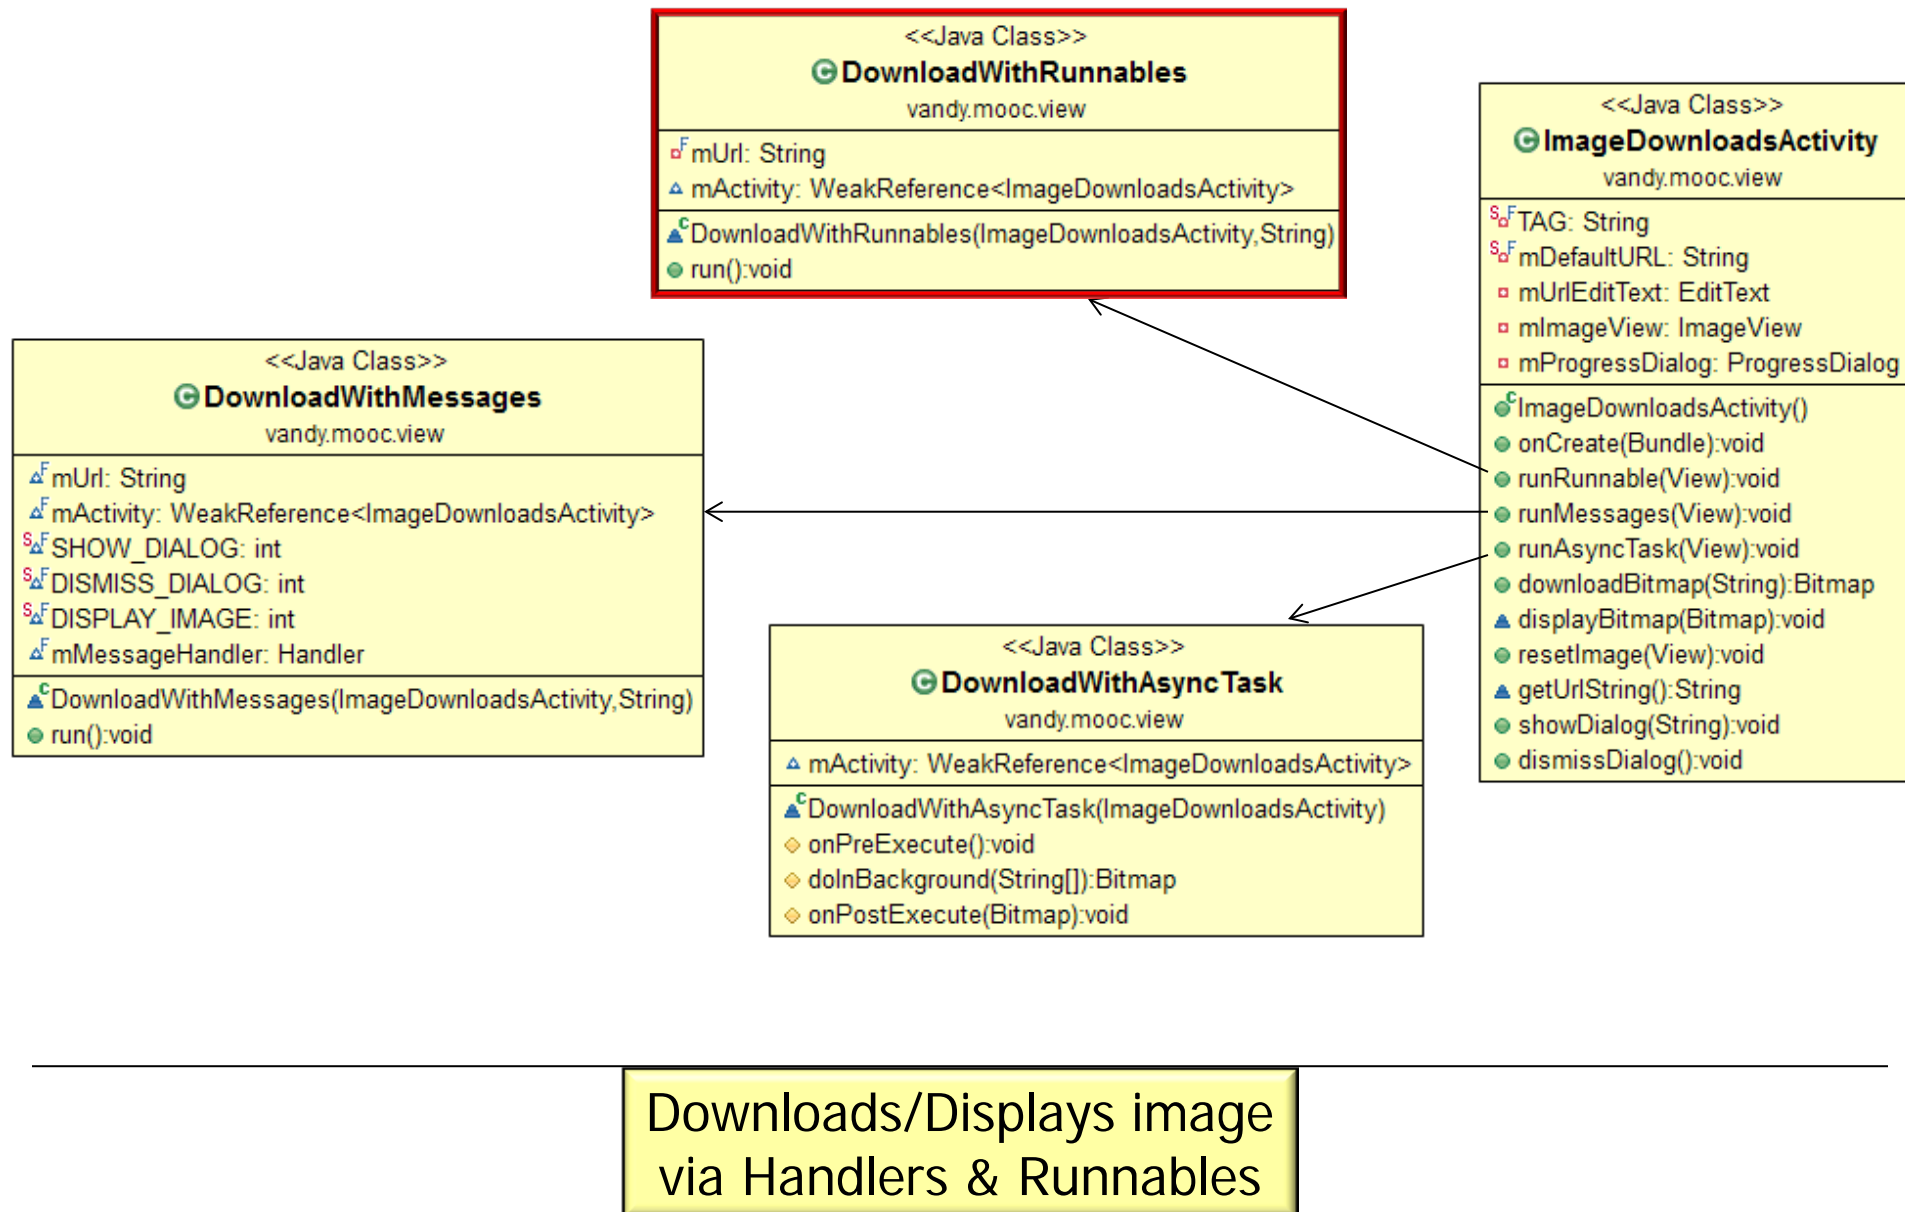 <<Java Class>>
DownloadWithRunnables
vandy.mooc.view
mUrl: String
mActivity: WeakReference<ImageDownloadsActivity>
DownloadWithRunnables(ImageDownloadsActivity,String)
run():void
<<Java Class>>
ImageDownloadsActivity
vandy.mooc.view
TAG: String
mDefaultURL: String
mUrlEditText: EditText
mImageView: ImageView
mProgressDialog: ProgressDialog
ImageDownloadsActivity()
onCreate(Bundle):void
runRunnable(View):void
runMessages(View):void
runAsyncTask(View):void
downloadBitmap(String):Bitmap
displayBitmap(Bitmap):void
resetImage(View):void
getUrlString():String
showDialog(String):void
dismissDialog():void
<<Java Class>>
DownloadWithMessages
vandy.mooc.view
mUrl: String
mActivity: WeakReference<ImageDownloadsActivity>
SHOW_DIALOG: int
DISMISS_DIALOG: int
DISPLAY_IMAGE: int
mMessageHandler: Handler
DownloadWithMessages(ImageDownloadsActivity,String)
run():void
<<Java Class>>
DownloadWithAsyncTask
vandy.mooc.view
mActivity: WeakReference<ImageDownloadsActivity>
DownloadWithAsyncTask(ImageDownloadsActivity)
onPreExecute():void
doInBackground(String[]):Bitmap
onPostExecute(Bitmap):void
Downloads/Displays image
via Handlers & Runnables